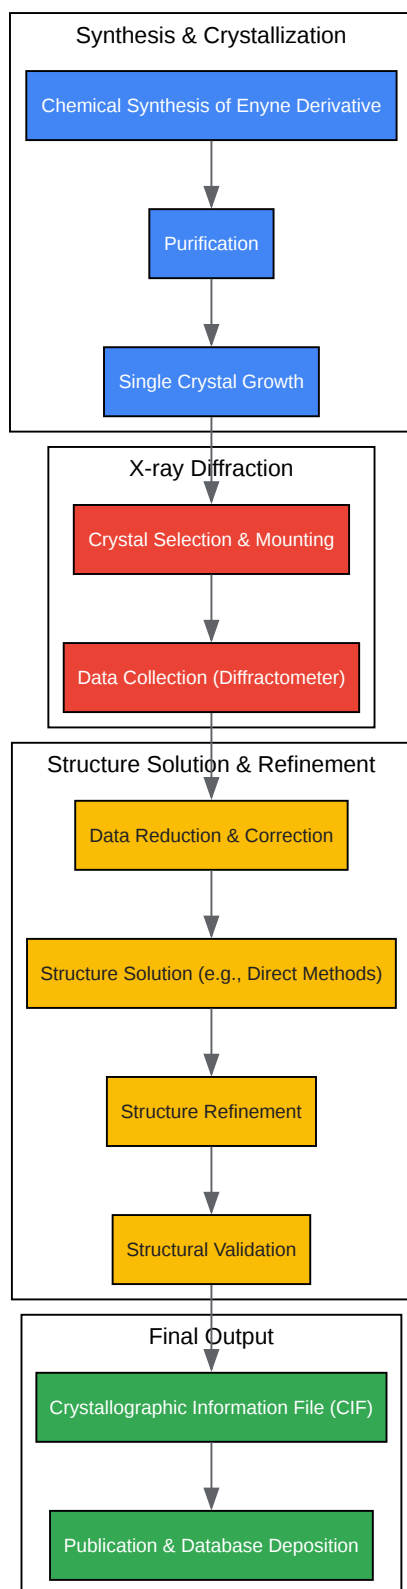 Synthesis & Crystallization
Chemical Synthesis of Enyne Derivative
Purification
Single Crystal Growth
X-ray Diffraction
Crystal Selection & Mounting
Data Collection (Diffractometer)
Structure Solution & Refinement
Data Reduction & Correction
Structure Solution (e.g., Direct Methods)
Structure Refinement
Structural Validation
Final Output
Crystallographic Information File (CIF)
Publication & Database Deposition